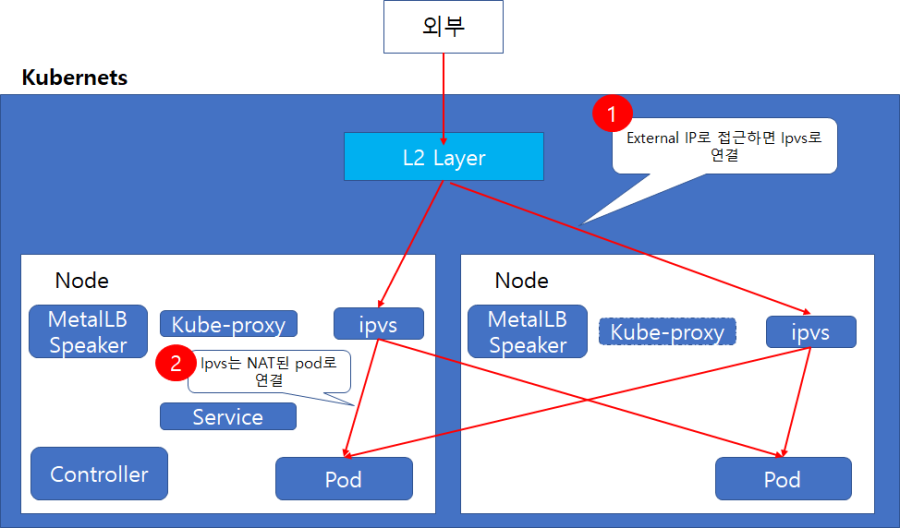 외부
Kubernets
1
External IP로 접근하면 Ipvs로
연결
L2 Layer
Node
MetalLB
Speaker
Kube-proxy
ipvs
2
Ipvs는 NAT된 pod로
연결
Service
Controller
Pod
Node
MetalLB
Speaker
Kube-proxy
ipvs
Pod